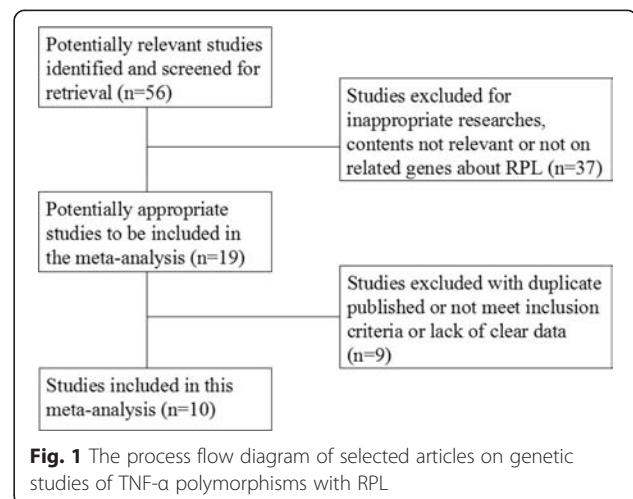 Potentially relevant studies
identified and screened for
retrieval (n=56)
Studies excluded for
inappropriate researches,
contents not relevant or not on
related genes about RPL (n=37)
Potentially appropriate
studies to be included in
the meta-analysis (n=19)
Studies excluded with duplicate
published or not meet inclusion
criteria or lack of clear data
(n=9)
Studies included in this
meta-analysis (n=10)
Fig. 1 The process flow diagram of selected articles on genetic
studies of TNF-α polymorphisms with RPL